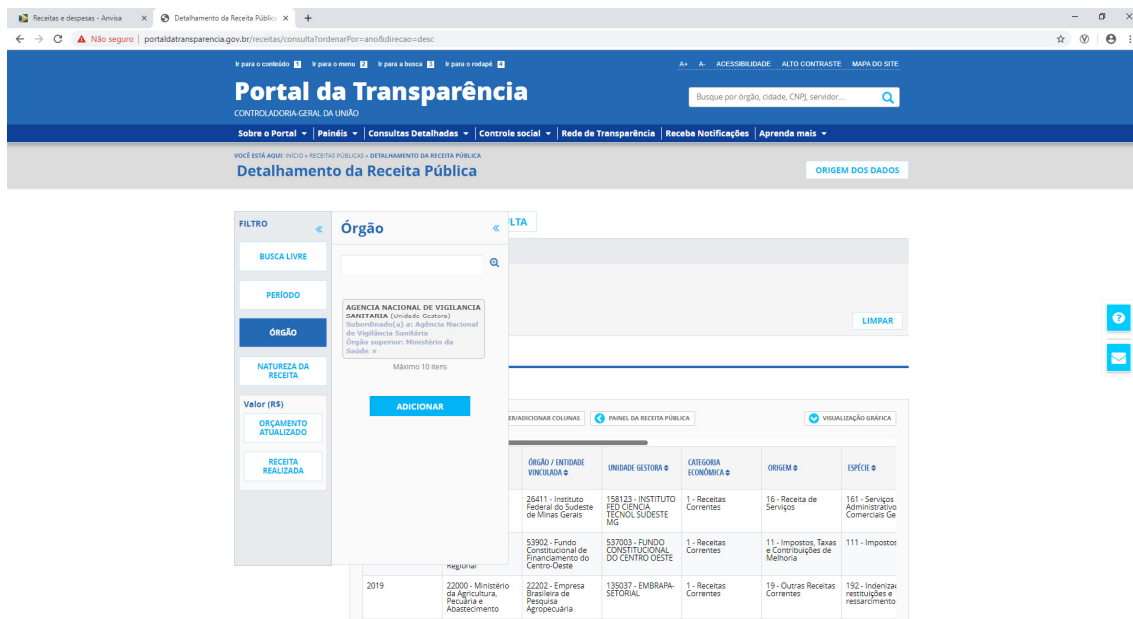 Receitas e despesas - Anvisa
Detalhamento da Receita Públic
Não seguro | portaldatransparencia.gov.br/receitas/consulta?ordenarPor=ano&direcao=desc
Ir para o conteúdo 1 Ir para o menu 2 Ir para a busca 3 Ir para o rodapé 4
A+ A- ACESSIBILIDADE ALTO CONTRASTE MAPA DO SITE
Portal da Transparência
Busque por órgão, cidade, CNPJ, servidor...
CONTROLADORIA-GERAL DA UNIÃO
Sobre o Portal Painéis Consultas Detalhadas Controle social Rede de Transparência Receba Notificações Aprenda mais
VOCÊ ESTÁ AQUI: INÍCIO » RECEITAS PÚBLICAS » DETALHAMENTO DA RECEITA PÚBLICA
Detalhamento da Receita Pública
ORIGEM DOS DADOS
FILTRO
BUSCA LIVRE
PERÍODO
ÓRGÃO
NATUREZA DA
RECEITA
Valor (R$)
ORÇAMENTO
ATUALIZADO
RECEITA
REALIZADA
Órgão
AGENCIA NACIONAL DE VIGILANCIA
SANITARIA (Unidade Gestora)
Subordinado(a) a: Agência Nacional
de Vigilância Sanitária
Órgão superior: Ministério da
Saúde ×
Máximo 10 itens
ADICIONAR
LTA
LIMPAR
ER/ADICIONAR COLUNAS
PAINEL DA RECEITA PÚBLICA
VISUALIZAÇÃO GRÁFICA
ÓRGÃO / ENTIDADE
VINCULADA
UNIDADE GESTORA
CATEGORIA
ECONÔMICA
ORIGEM
ESPÉCIE
26411 - Instituto
Federal do Sudeste
de Minas Gerais
158123 - INSTITUTO
FED CIENCIA
TECNOL SUDESTE
MG
1 - Receitas
Correntes
16 - Receita de
Serviços
161 - Serviços
Administrativo
Comerciais Ge
Regional
53902 - Fundo
Constitucional de
Financiamento do
Centro-Oeste
537003 - FUNDO
CONSTITUCIONAL
DO CENTRO OESTE
1 - Receitas
Correntes
11 - Impostos, Taxas
e Contribuições de
Melhoria
111 - Impostos
2019
22000 - Ministério
da Agricultura,
Pecuária e
Abastecimento
22202 - Empresa
Brasileira de
Pesquisa
Agropecuária
135037 - EMBRAPA-
SETORIAL
1 - Receitas
Correntes
19 - Outras Receitas
Correntes
192 - Indenizaç
restituições e
ressarcimento